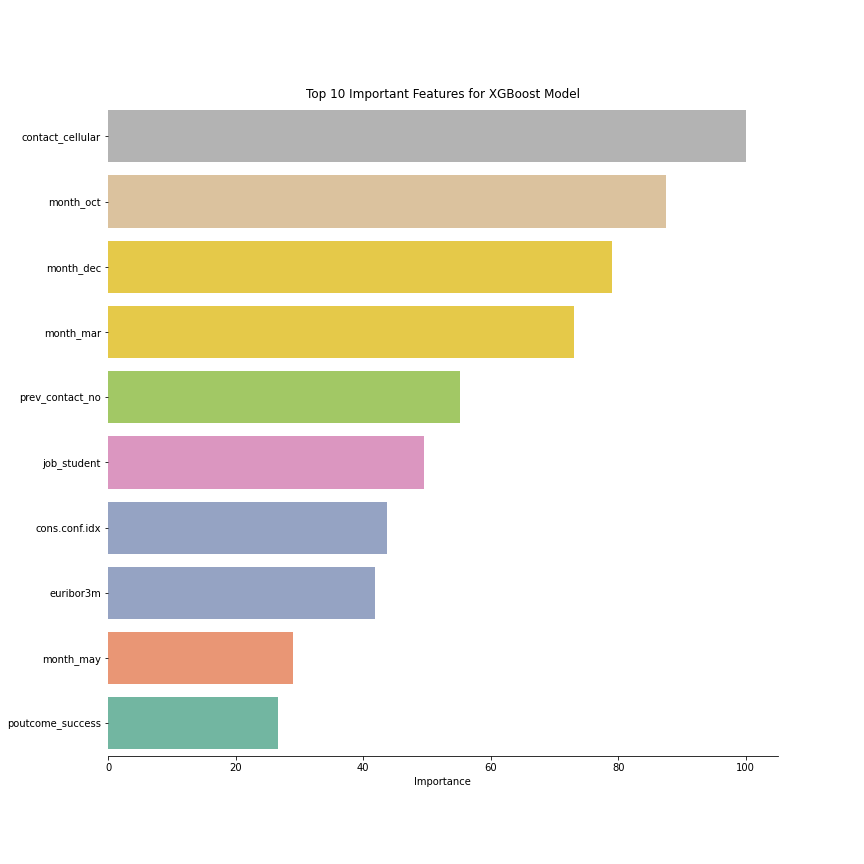 Top 10 Important Features for XGBoost Model
contact_cellular
month_oct
month_dec
month_mar
prev_contact_no
job_student
cons.conf.idx
euribor3m
month_may
poutcome_success
0 20 40 60 80 100
Importance